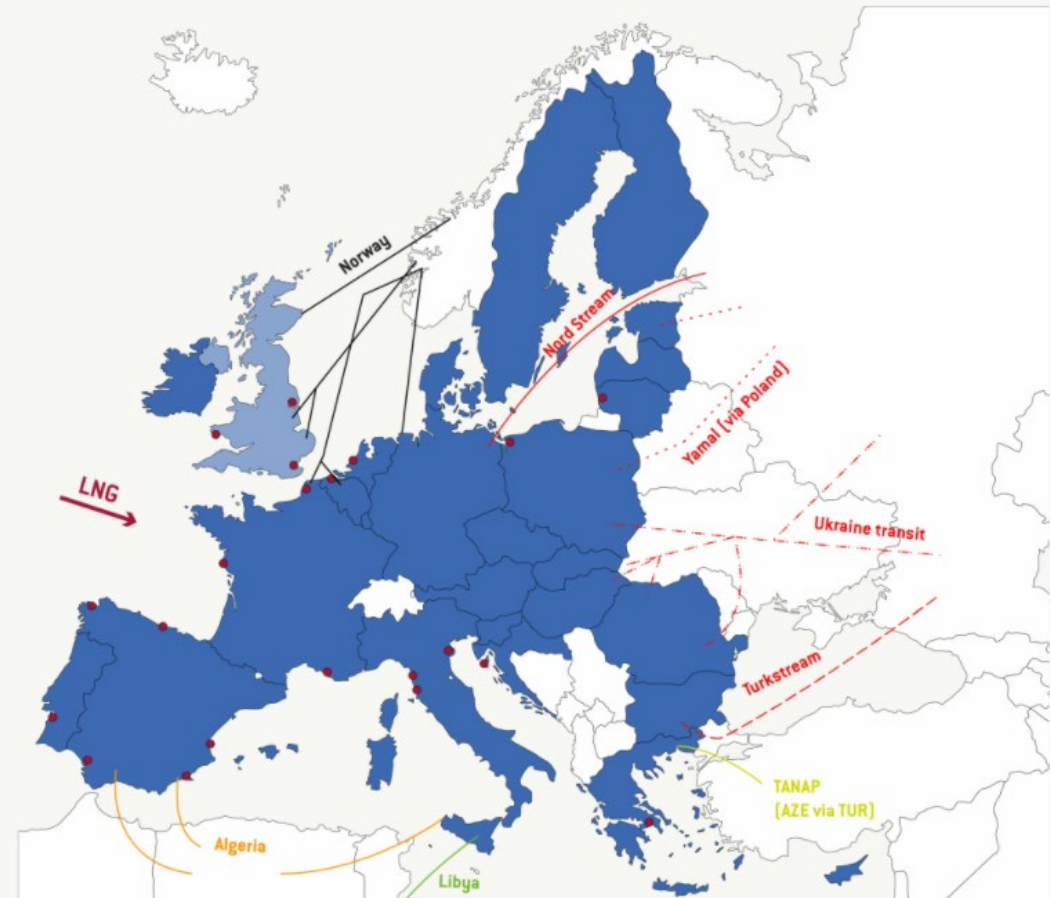 Norway
Nord Stream
Yamal (via Poland)
LNG
Ukraine transit
Turkstream
TANAP
(AZE via TUR)
Algeria
Libya